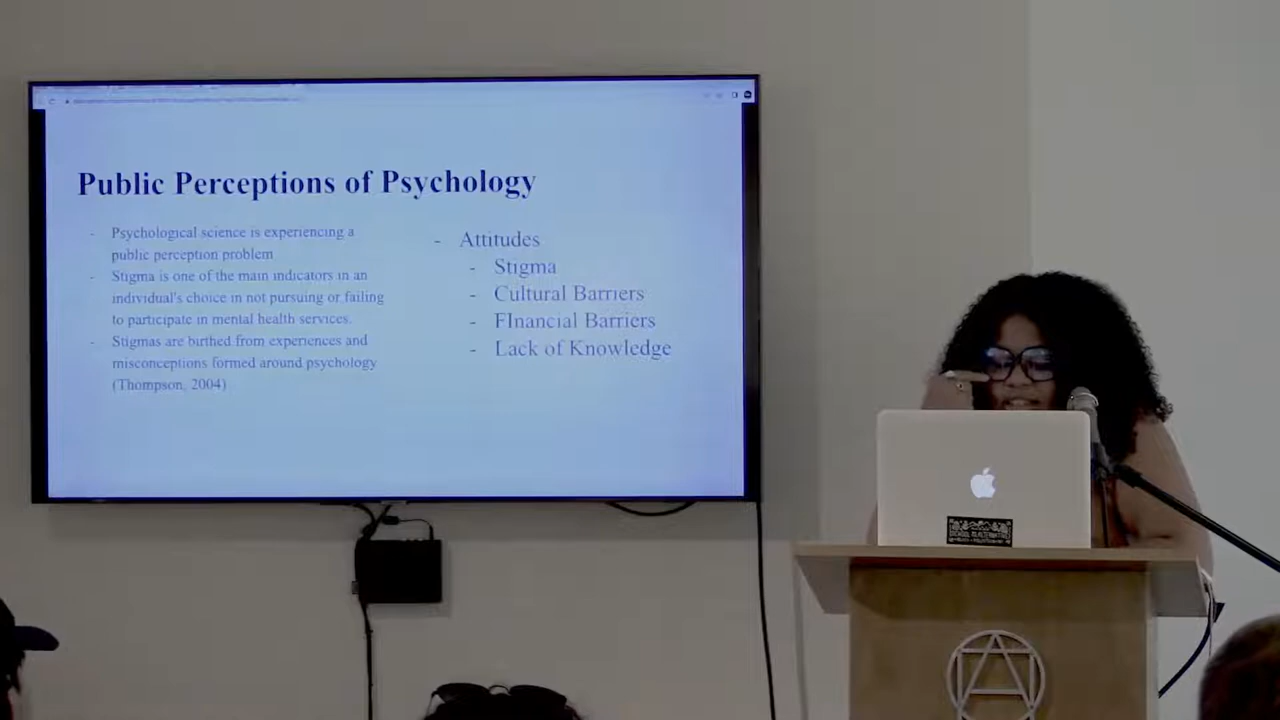 Public Perceptions of Psychology
- Psychological science is experiencing a
public perception problem
- Stigma is one of the main indicators in an
individual's choice in not pursuing or failing
to participate in mental health services.
- Stigmas are birthed from experiences and
misconceptions formed around psychology
(Thompson, 2004)
- Attitudes
- Stigma
- Cultural Barriers
- FInancial Barriers
- Lack of Knowledge